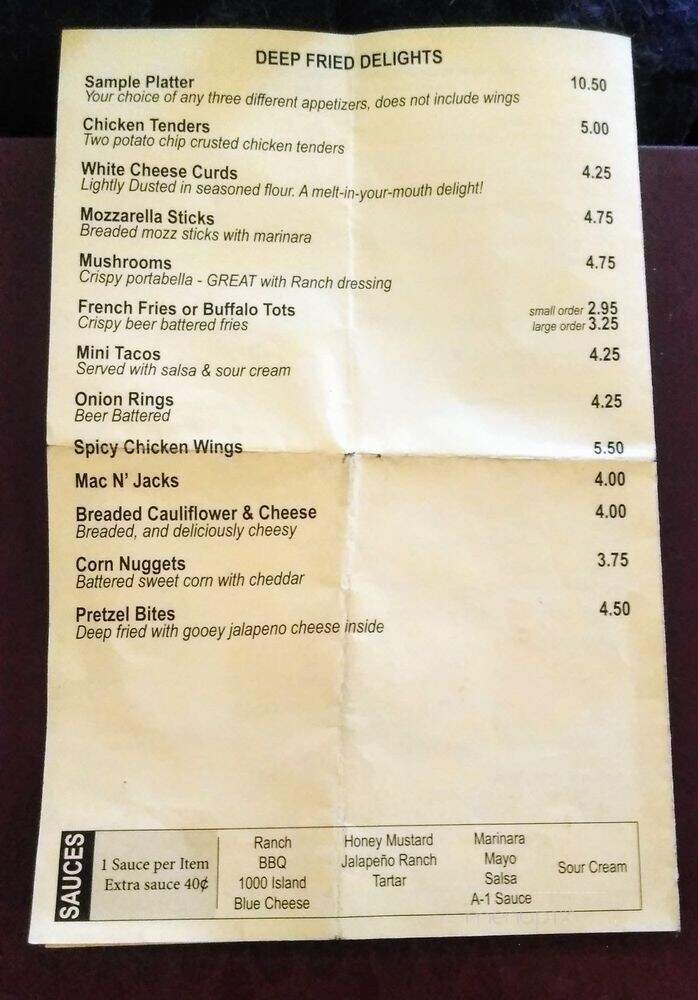 DEEP FRIED DELIGHTS
Sample Platter 10.50
Your choice of any three different appetizers, does not include wings
Chicken Tenders 5.00
Two potato chip crusted chicken tenders
White Cheese Curds 4.25
Lightly Dusted in seasoned flour. A melt-in-your-mouth delight!
Mozzarella Sticks 4.75
Breaded mozz sticks with marinara
Mushrooms 4.75
Crispy portabella - GREAT with Ranch dressing
French Fries or Buffalo Tots small order 2.95
Crispy beer battered fries large order 3.25
Mini Tacos 4.25
Served with salsa & sour cream
Onion Rings 4.25
Beer Battered
Spicy Chicken Wings 5.50
Mac N' Jacks 4.00
Breaded Cauliflower & Cheese 4.00
Breaded, and deliciously cheesy
Corn Nuggets 3.75
Battered sweet corn with cheddar
Pretzel Bites 4.50
Deep fried with gooey jalapeno cheese inside
SAUCES
1 Sauce per Item
Extra sauce 40¢
Ranch
BBQ
1000 Island
Blue Cheese
Honey Mustard
Jalapeño Ranch
Tartar
Marinara
Mayo
Salsa
A-1 Sauce
Sour Cream